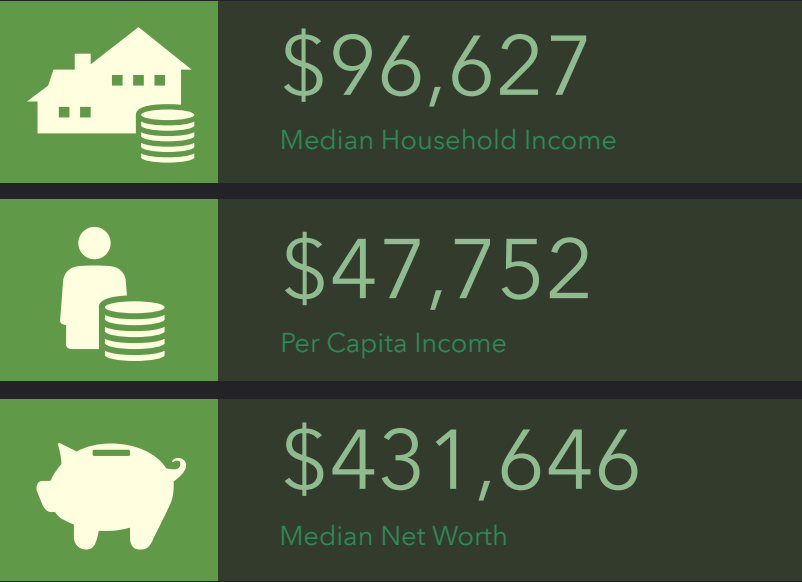 $96,627
Median Household Income
$47,752
Per Capita Income
$431,646
Median Net Worth